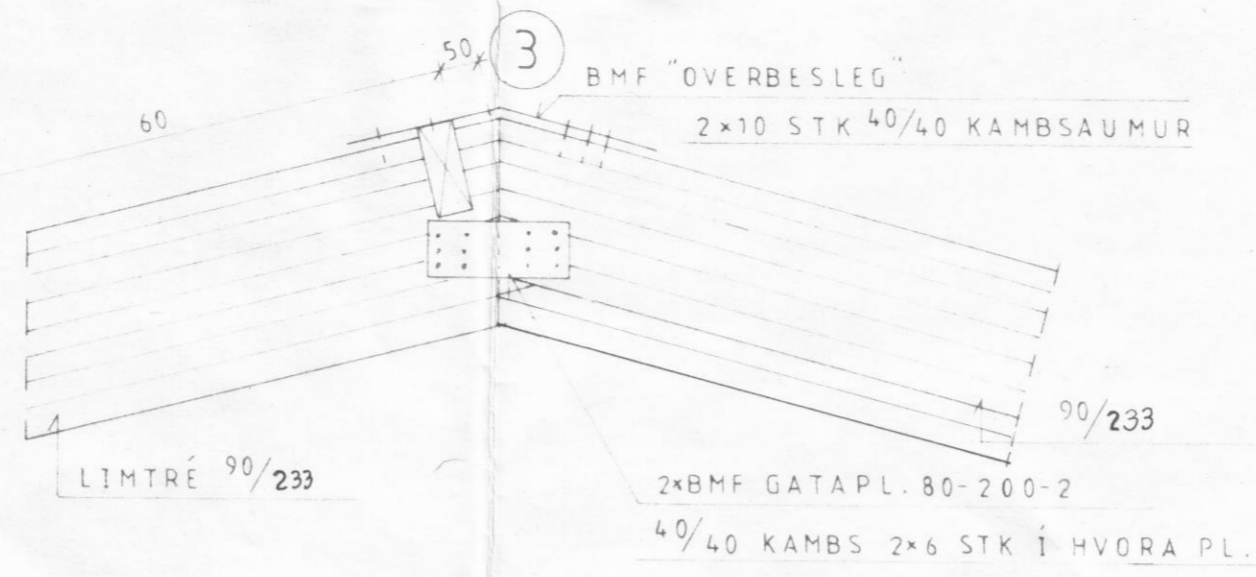 50
3
60
BMF "OVERBESLEG"
2×10 STK 40/40 KAMBSAUMUR
90/233
LIMTRÉ 90/233
2×BMF GATAPL. 80-200-2
40/40 KAMBS 2×6 STK Í HVORA PL.